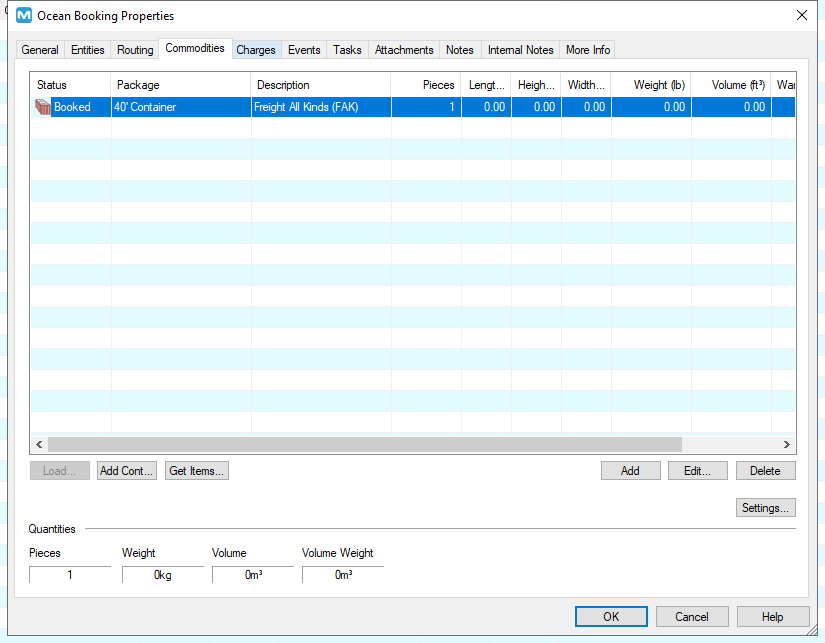 Ocean Booking Properties
General Entities Routing Commodities Charges Events Tasks Attachments Notes Internal Notes More Info
Status Package Description Pieces Lengt... Heigh... Width... Weight (lb) Volume (ft³) War
Booked 40' Container Freight All Kinds (FAK) 1 0.00 0.00 0.00 0.00 0.00
Load... Add Cont... Get Items... Add Edit... Delete
Settings...
Quantities
Pieces Weight Volume Volume Weight
1 0kg 0m³ 0m³
OK Cancel Help